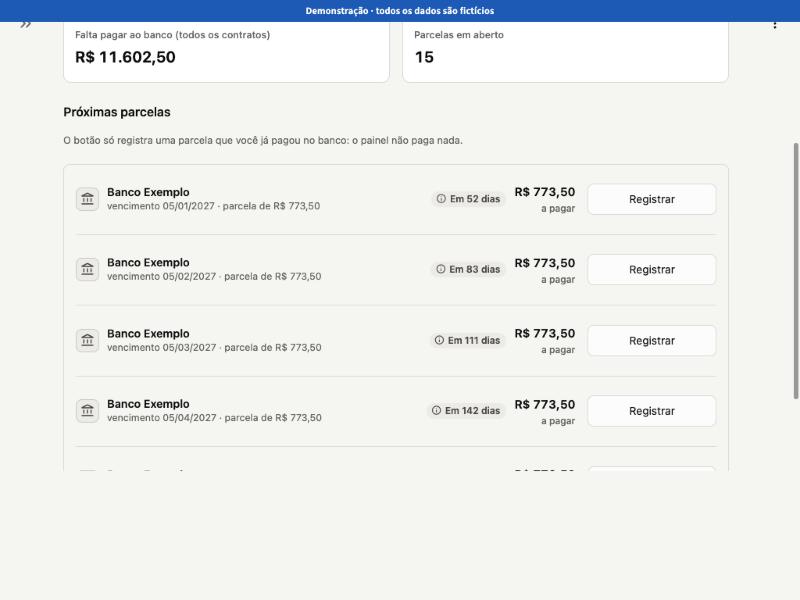 Demonstração · todos os dados são fictícios
Falta pagar ao banco (todos os contratos)
R$ 11.602,50
Parcelas em aberto
15
Próximas parcelas
O botão só registra uma parcela que você já pagou no banco: o painel não paga nada.
Banco Exemplo
vencimento 05/01/2027 · parcela de R$ 773,50
Em 52 dias
R$ 773,50
a pagar
Registrar
Banco Exemplo
vencimento 05/02/2027 · parcela de R$ 773,50
Em 83 dias
R$ 773,50
a pagar
Registrar
Banco Exemplo
vencimento 05/03/2027 · parcela de R$ 773,50
Em 111 dias
R$ 773,50
a pagar
Registrar
Banco Exemplo
vencimento 05/04/2027 · parcela de R$ 773,50
Em 142 dias
R$ 773,50
a pagar
Registrar